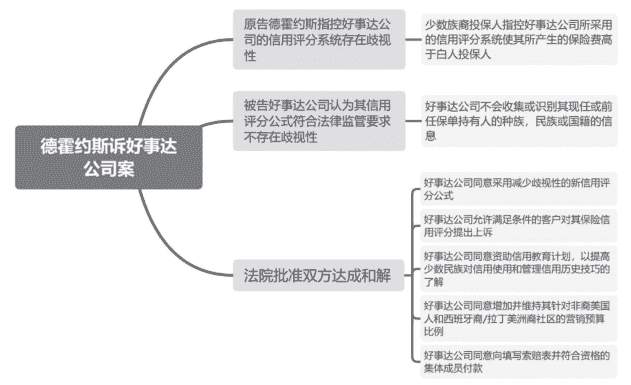 德霍约斯诉好事达
公司案
原告德霍约斯指控好事达公
司的信用评分系统存在歧视
性
少数族裔投保人指控好事达公司所采用
的信用评分系统使其所产生的保险费高
于白人投保人
被告好事达公司认为其信用
评分公式符合法律监管要求
不存在歧视性
好事达公司不会收集或识别其现任或前
任保单持有人的种族，民族或国籍的信
息
法院批准双方达成和解
好事达公司同意采用减少歧视性的新信用评
分公式
好事达公司允许满足条件的客户对其保险信
用评分提出上诉
好事达公司同意资助信用教育计划，以提高
少数民族对信用使用和管理信用历史技巧的
了解
好事达公司同意增加并维持其针对非裔美国
人和西班牙裔/拉丁美洲裔社区的营销预算
比例
好事达公司同意向填写索赔表并符合资格的
集体成员付款